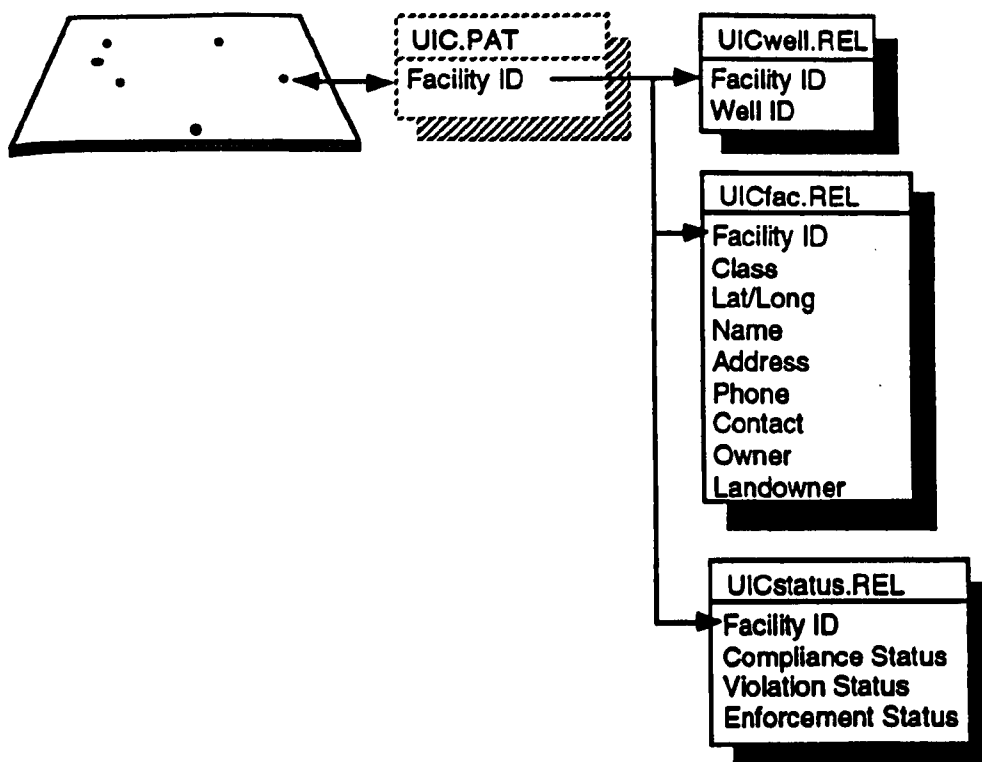 UIC.PAT
Facility ID
UICwell.REL
Facility ID
Well ID
UICfac.REL
Facility ID
Class
Lat/Long
Name
Address
Phone
Contact
Owner
Landowner
UICstatus.REL
Facility ID
Compliance Status
Violation Status
Enforcement Status